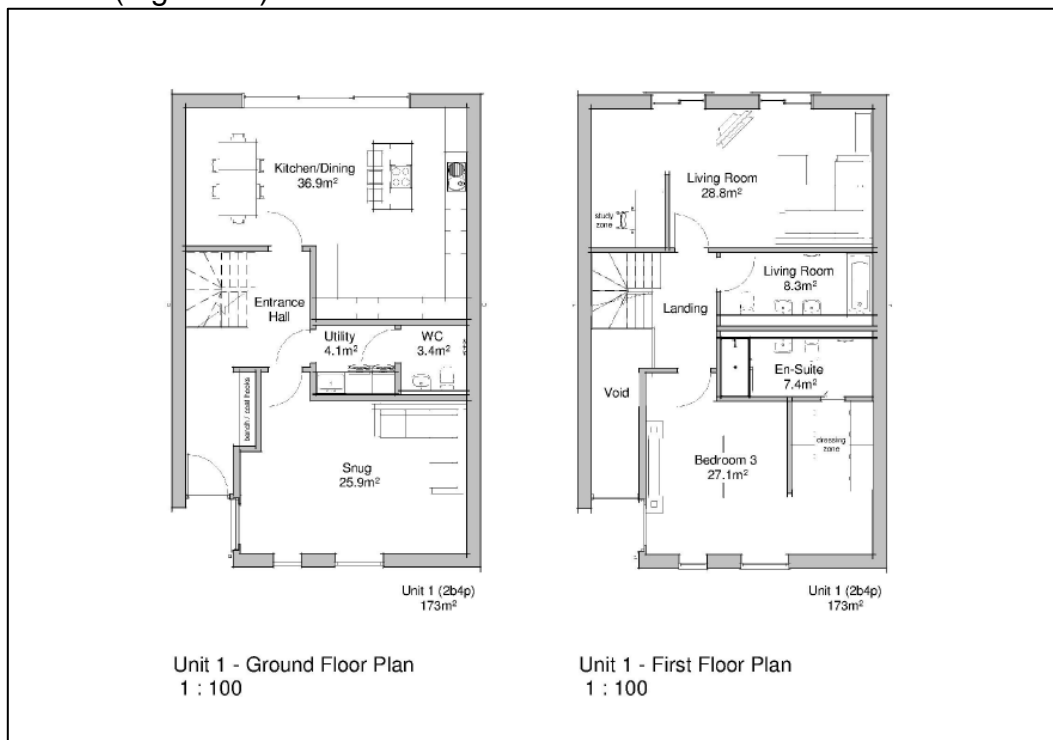 Kitchen/Dining
36.9m²
Entrance
Hall
Utility
4.1m²
WC
3.4m²
bench / coat hooks
Snug
25.9m²
Unit 1 (2b4p)
173m²
Unit 1 - Ground Floor Plan
1 : 100
Living Room
28.8m²
study
zone
Living Room
8.3m²
Landing
En-Suite
7.4m²
Void
dressing
zone
Bedroom 3
27.1m²
Unit 1 (2b4p)
173m²
Unit 1 - First Floor Plan
1 : 100